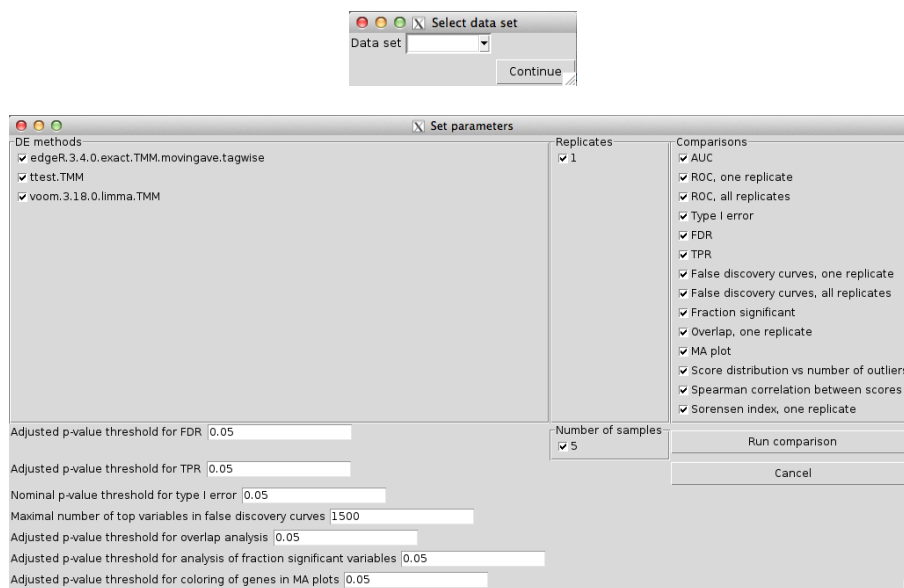 Select data set
Data set
Continue
Set parameters
DE methods
edgeR.3.4.0.exact.TMM.movingave.tagwise
ttest.TMM
voom.3.18.0.limma.TMM
Replicates
1
Comparisons
AUC
ROC, one replicate
ROC, all replicates
Type I error
FDR
TPR
False discovery curves, one replicate
False discovery curves, all replicates
Fraction significant
Overlap, one replicate
MA plot
Score distribution vs number of outliers
Spearman correlation between scores
Sorensen index, one replicate
Adjusted p-value threshold for FDR 0.05
Adjusted p-value threshold for TPR 0.05
Nominal p-value threshold for type I error 0.05
Maximal number of top variables in false discovery curves 1500
Adjusted p-value threshold for overlap analysis 0.05
Adjusted p-value threshold for analysis of fraction significant variables 0.05
Adjusted p-value threshold for coloring of genes in MA plots 0.05
Number of samples
5
Run comparison
Cancel